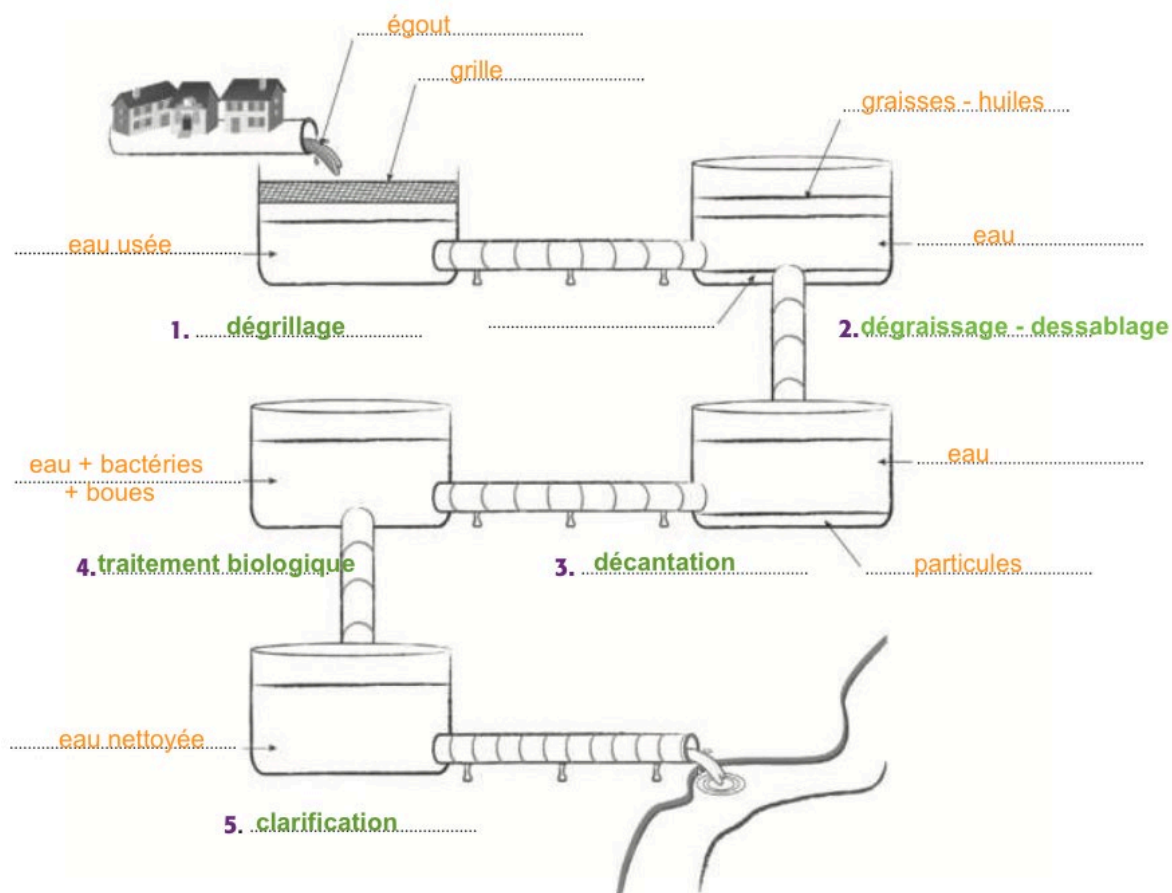 égout
grille
graisses - huiles
eau usée
eau
1. dégrillage
2. dégraissage - dessablage
eau + bactéries
+ boues
eau
4. traitement biologique
3. décantation
particules
eau nettoyée
5. clarification